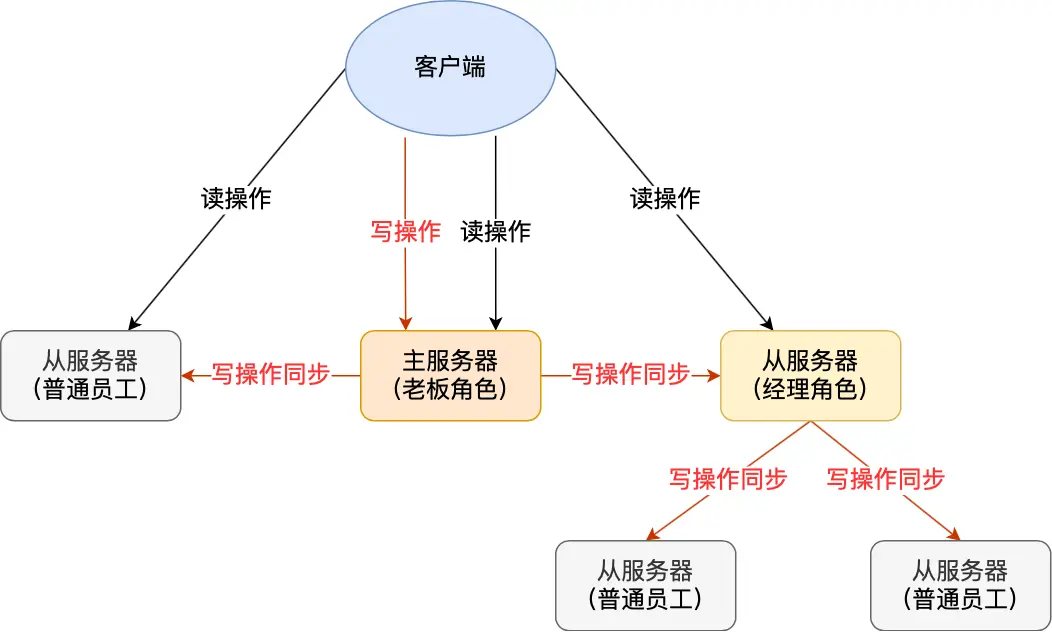 客户端
读操作
读操作
写操作
读操作
从服务器
（普通员工）
写操作同步
主服务器
（老板角色）
写操作同步
从服务器
（经理角色）
写操作同步
写操作同步
从服务器
（普通员工）
从服务器
（普通员工）